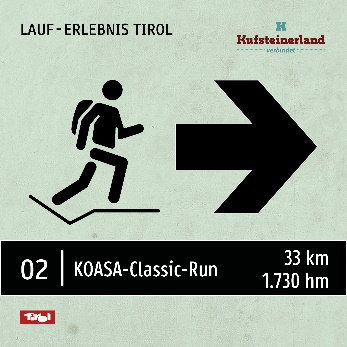 LAUF-ERLEBNIS TIROL
K
Kufsteinerland
verbindet
02 KOASA-Classic-Run
33 km
1.730 hm
Tirol